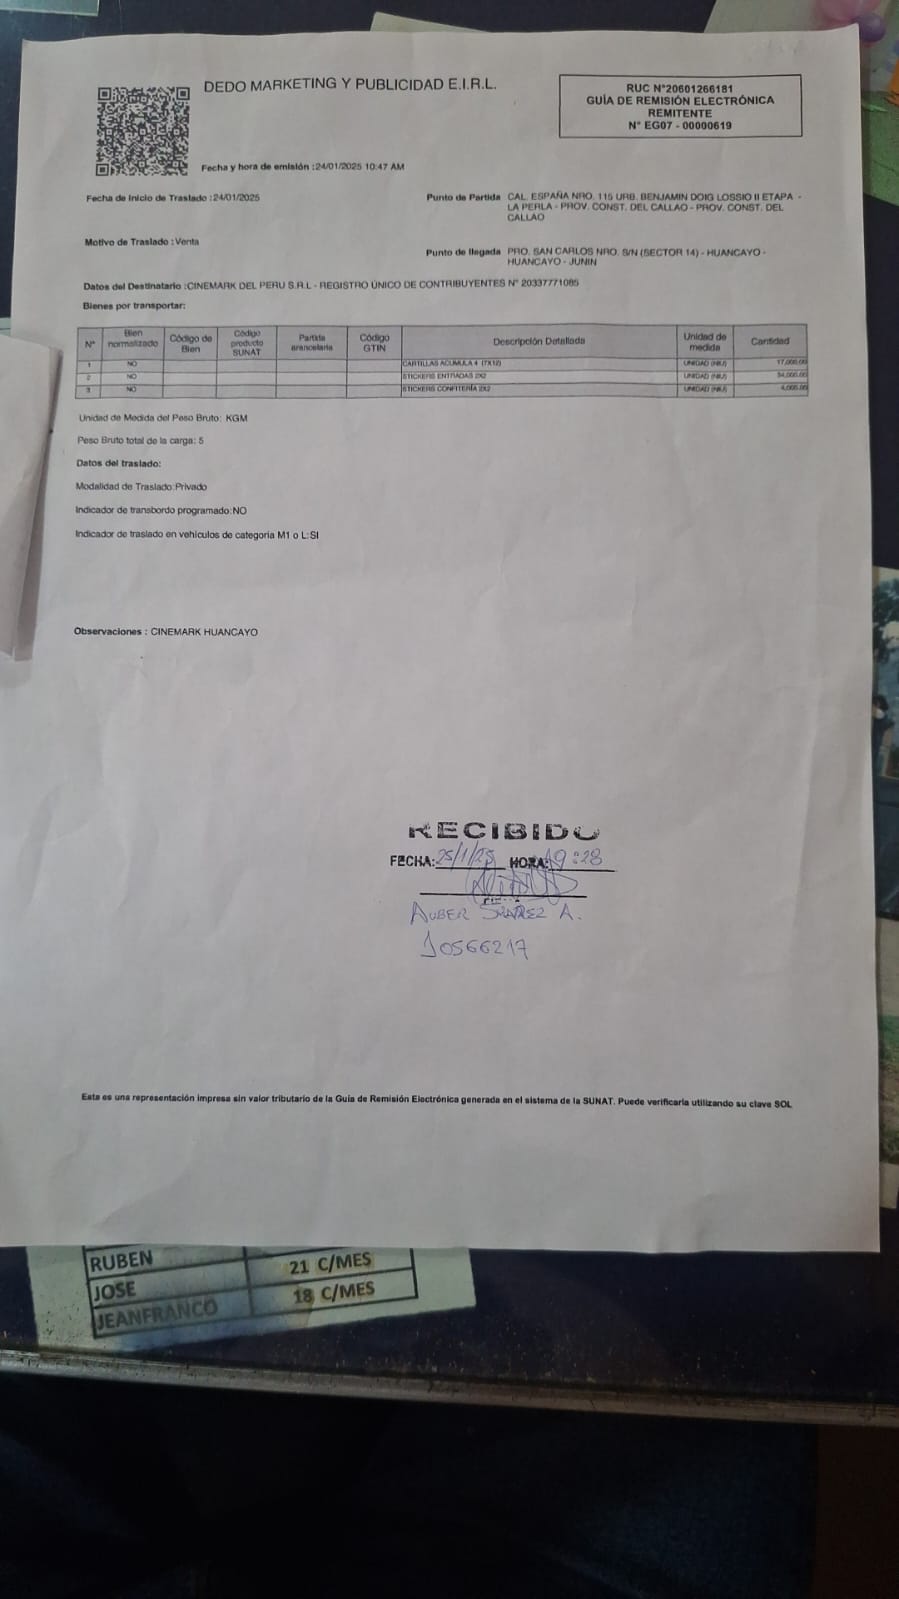 DEDO MARKETING Y PUBLICIDAD E.I.R.L.
RUC N°20601266181
GUÍA DE REMISIÓN ELECTRÓNICA
REMITENTE
N° EG07 - 00000619
Fecha y hora de emisión :24/01/2025 10:47 AM
Fecha de Inicio de Traslado :24/01/2025
Punto de Partida CAL. ESPAÑA NRO. 115 URB. BENJAMIN DOIG LOSSIO II ETAPA -
LA PERLA - PROV. CONST. DEL CALLAO - PROV. CONST. DEL
CALLAO
Motivo de Traslado :Venta
Punto de llegada PRO. SAN CARLOS NRO. S/N (SECTOR 14) - HUANCAYO -
HUANCAYO - JUNIN
Datos del Destinatario :CINEMARK DEL PERU S.R.L - REGISTRO ÚNICO DE CONTRIBUYENTES N° 20337771085
Bienes por transportar:
N° Bien normalizado Código de Bien Código producto SUNAT Partida arancelaria Código GTIN Descripción Detallada Unidad de medida Cantidad
1 NO CARTILLAS ACUMULA 4 (7X12) UNIDAD (NIU) 17,000.00
2 NO STICKERS ENTRADAS 2X2 UNIDAD (NIU) 34,000.00
3 NO STICKERS CONFITERÍA 2X2 UNIDAD (NIU) 4,000.00
Unidad de Medida del Peso Bruto: KGM
Peso Bruto total de la carga: 5
Datos del traslado:
Modalidad de Traslado:Privado
Indicador de transbordo programado:NO
Indicador de traslado en vehículos de categoría M1 o L:SI
Observaciones : CINEMARK HUANCAYO
RECIBIDO
FECHA: 25/1/25 HORA: 19:28
AUBER SUAREZ A.
10566217
Esta es una representación impresa sin valor tributario de la Guía de Remisión Electrónica generada en el sistema de la SUNAT. Puede verificarla utilizando su clave SOL
RUBEN 21 C/MES
JOSE 18 C/MES
JEANFRANCO